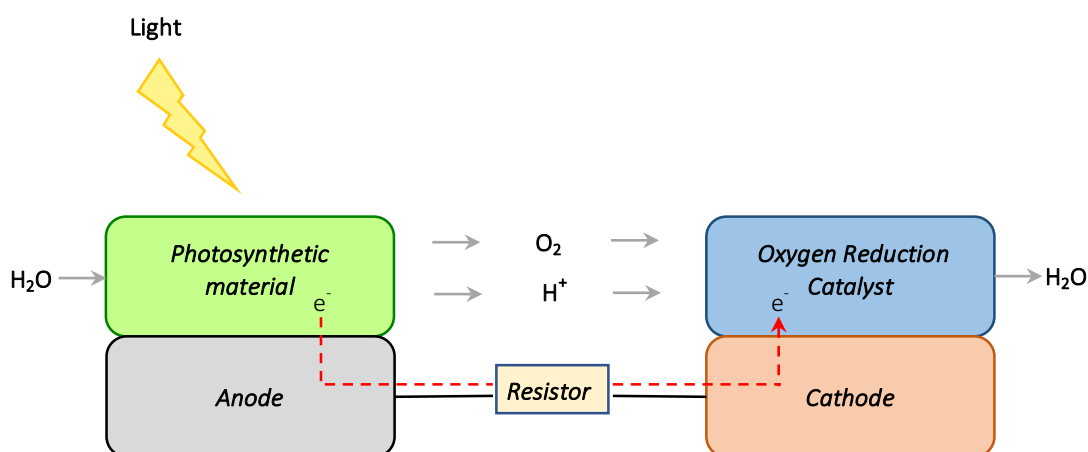 Light
Photosynthetic
material
H₂O
e⁻
O₂
H⁺
Oxygen Reduction
Catalyst
e⁻
H₂O
Anode
Resistor
Cathode